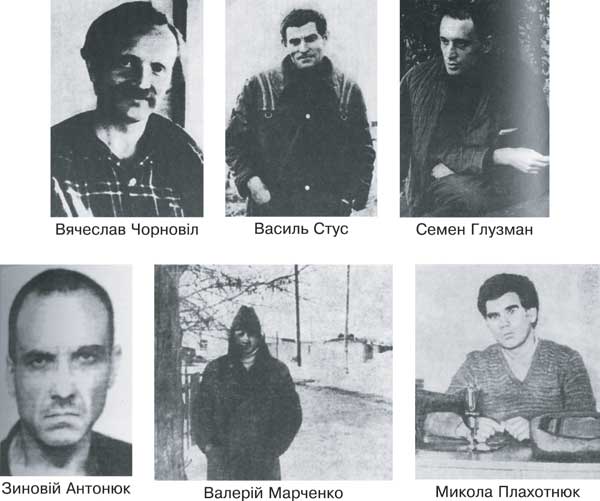 Вячеслав Чорновіл
Василь Стус
Семен Глузман
Зиновій Антонюк
Валерій Марченко
Микола Плахотнюк